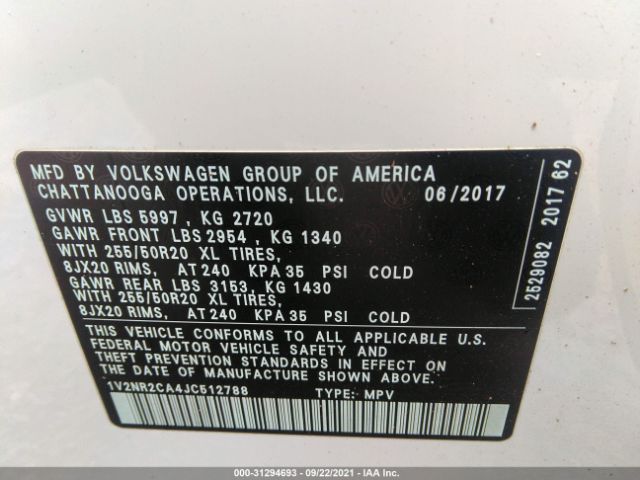 MFD BY VOLKSWAGEN GROUP OF AMERICA
CHATTANOOGA OPERATIONS, LLC. 06/2017
GVWR LBS 5997 , KG 2720
GAWR FRONT LBS 2954 , KG 1340
WITH 255/50R20 XL TIRES,
8JX20 RIMS, AT 240 KPA 35 PSI COLD
GAWR REAR LBS 3153, KG 1430
WITH 255/50R20 XL TIRES,
8JX20 RIMS, AT 240 KPA 35 PSI COLD
THIS VEHICLE CONFORMS TO ALL APPLICABLE U.S.
FEDERAL MOTOR VEHICLE SAFETY AND
THEFT PREVENTION STANDARDS IN EFFECT ON
THE DATE OF MANUFACTURE SHOWN ABOVE.
1V2NR2CA4JC512788 TYPE: MPV
2529082 2017 62
000-31294693 - 09/22/2021 - IAA Inc.